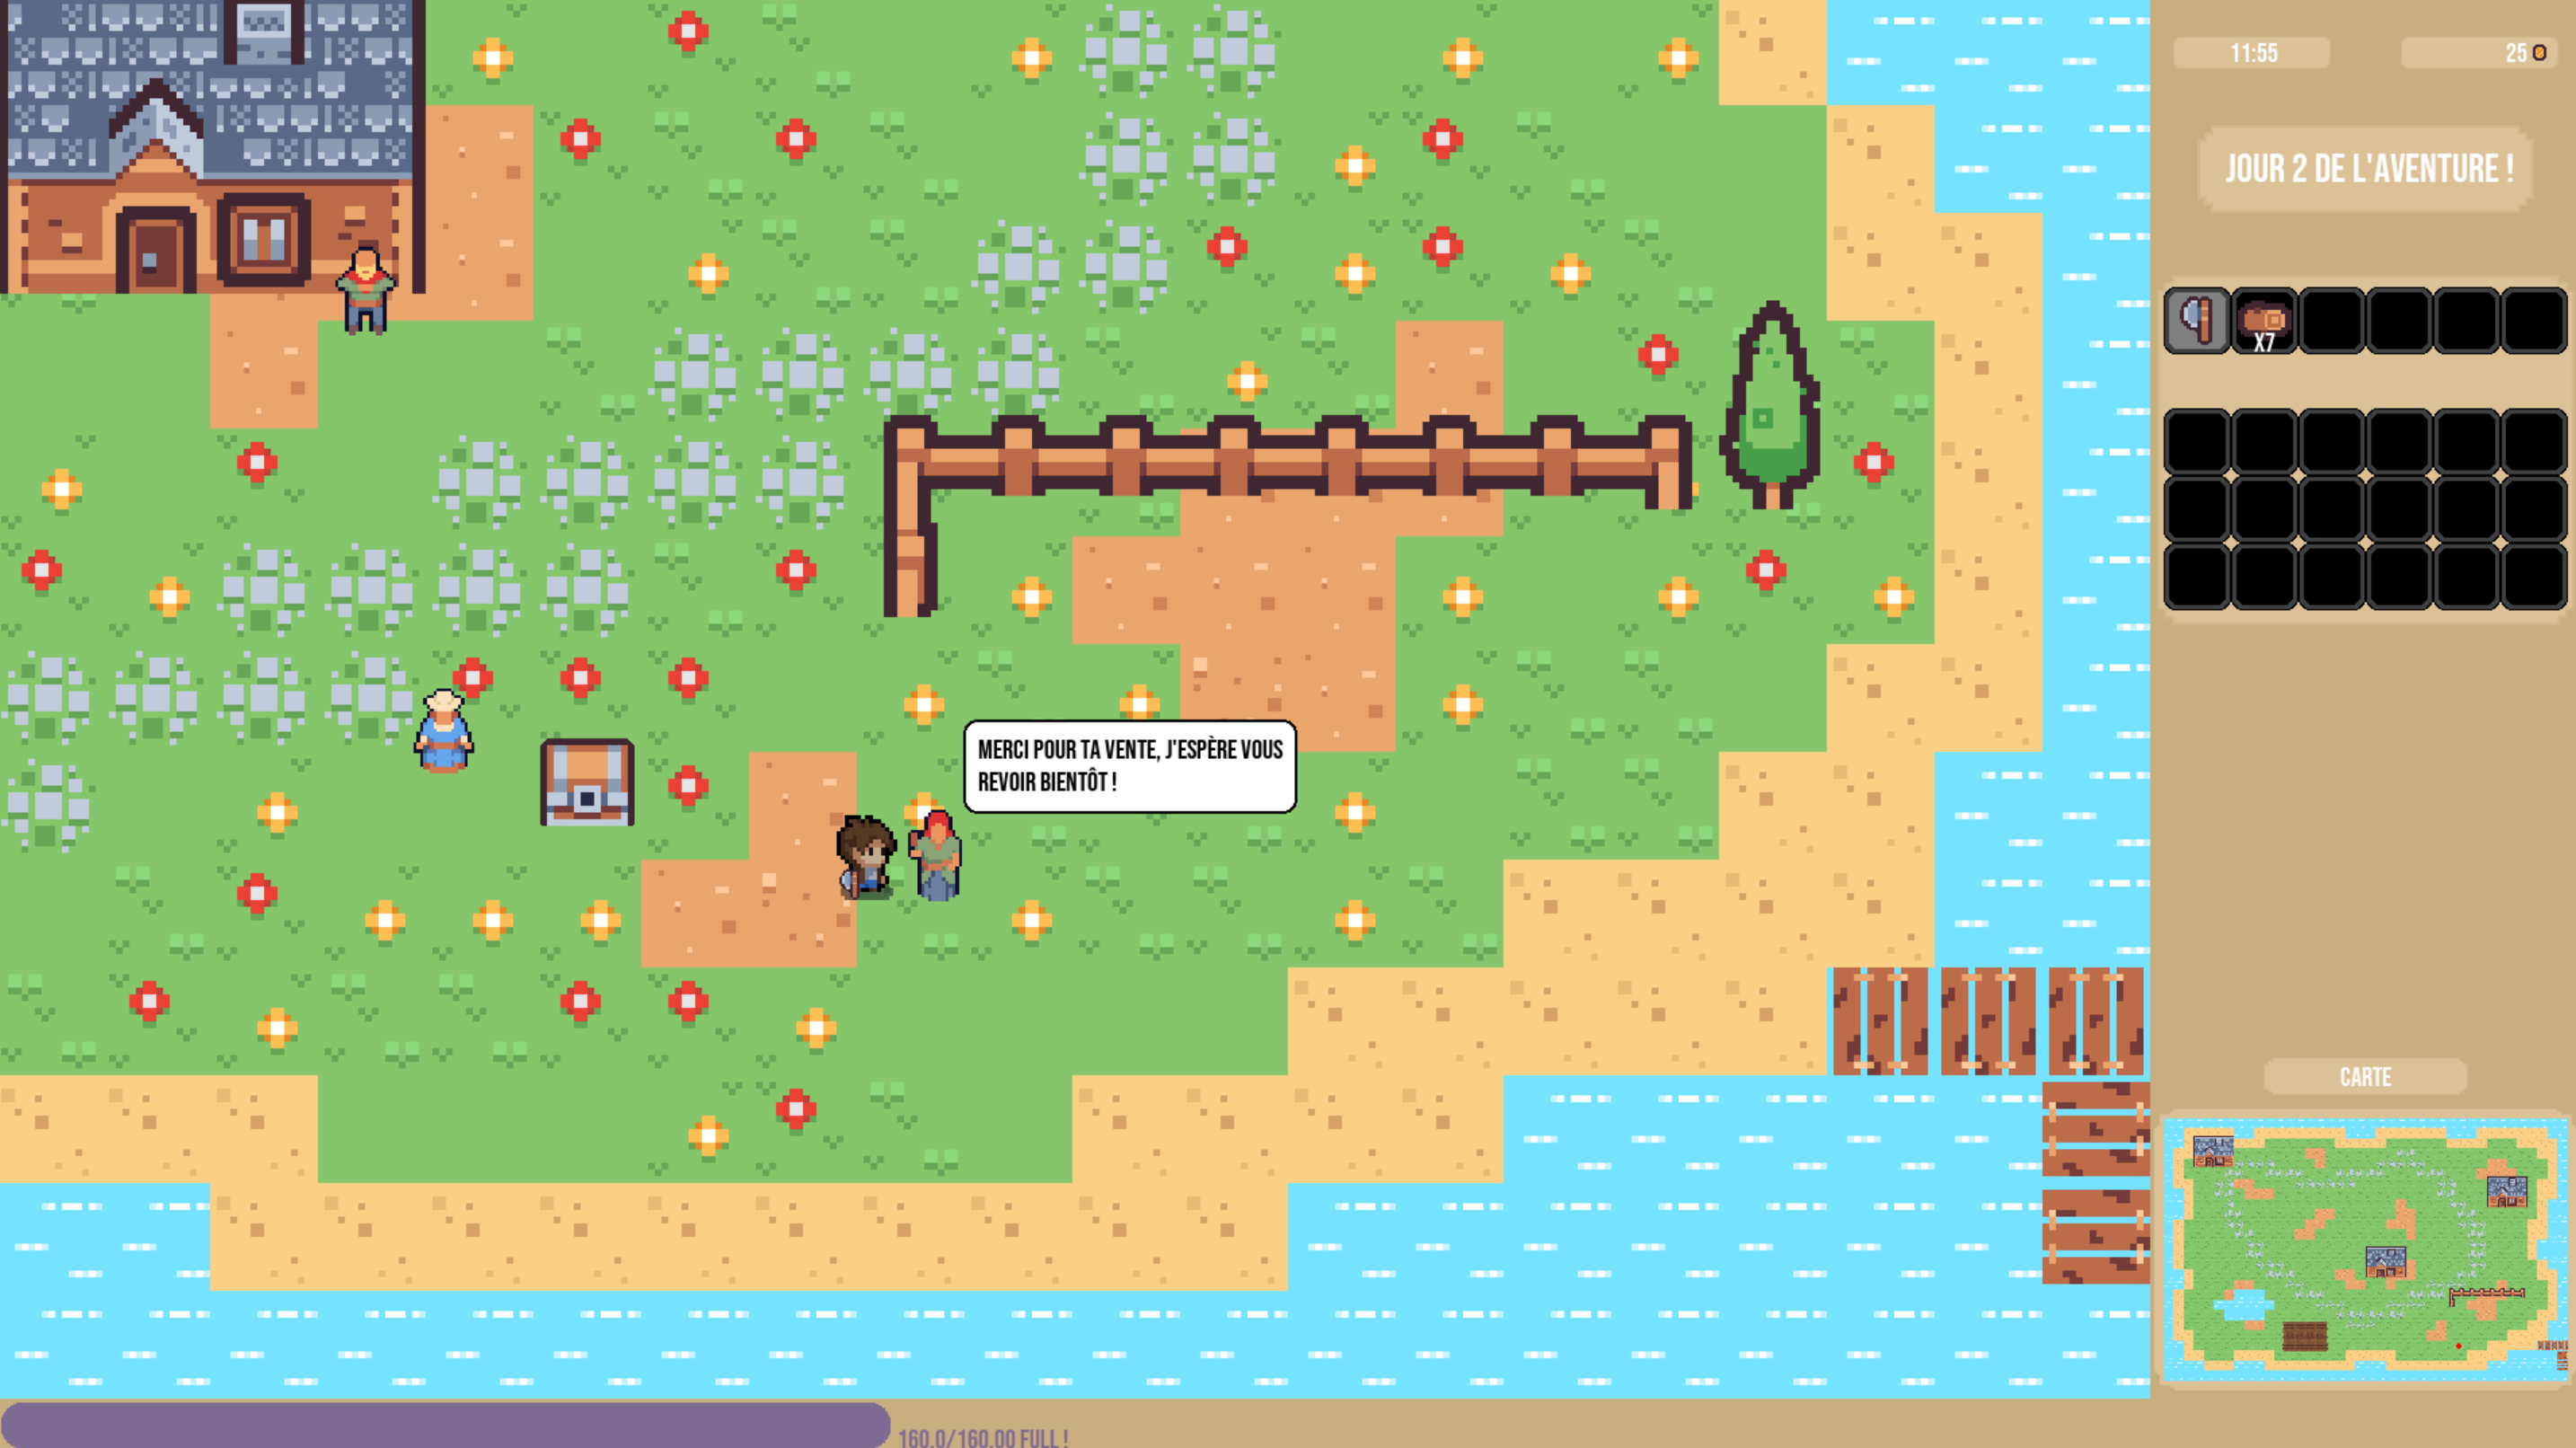 11:55
25
JOUR 2 DE L'AVENTURE !
X7
MERCI POUR TA VENTE, J'ESPÈRE VOUS
REVOIR BIENTÔT !
CARTE
160.0/160.00 FULL !